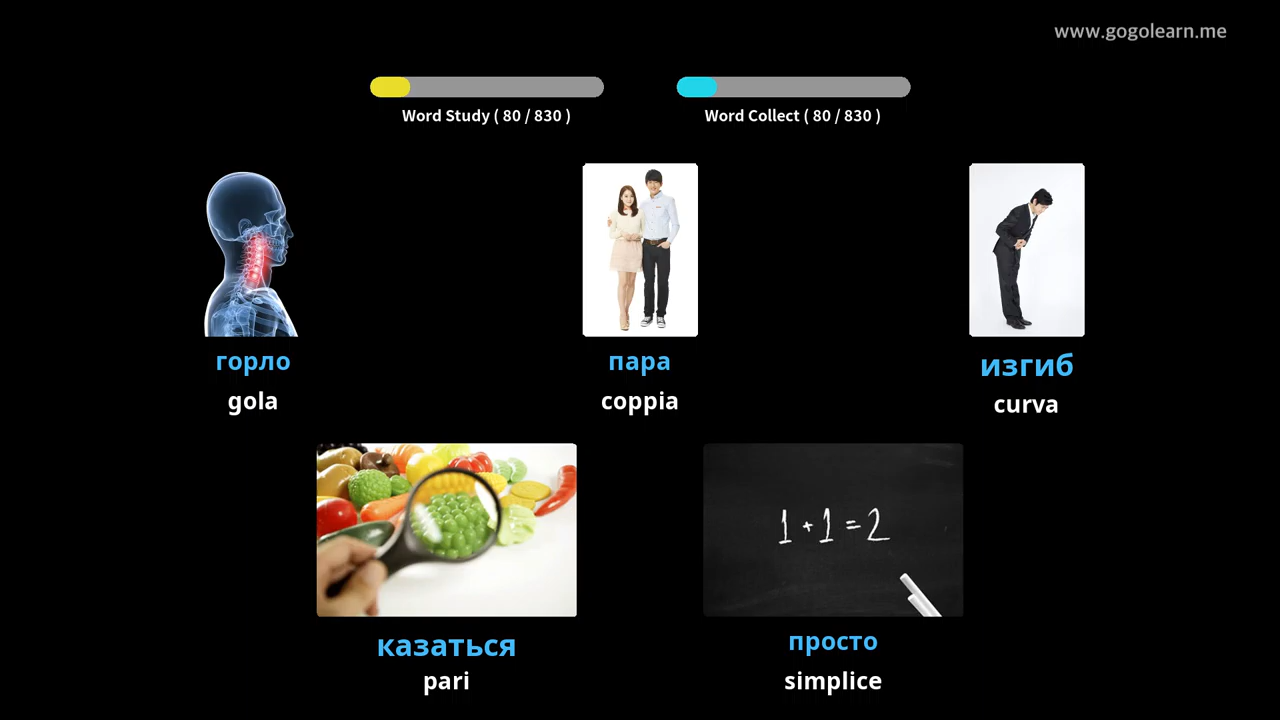 www.gogolearn.me
Word Study ( 80 / 830 )
Word Collect ( 80 / 830 )
горло
gola
пара
coppia
изгиб
curva
казаться
pari
просто
simplice
1 + 1 = 2